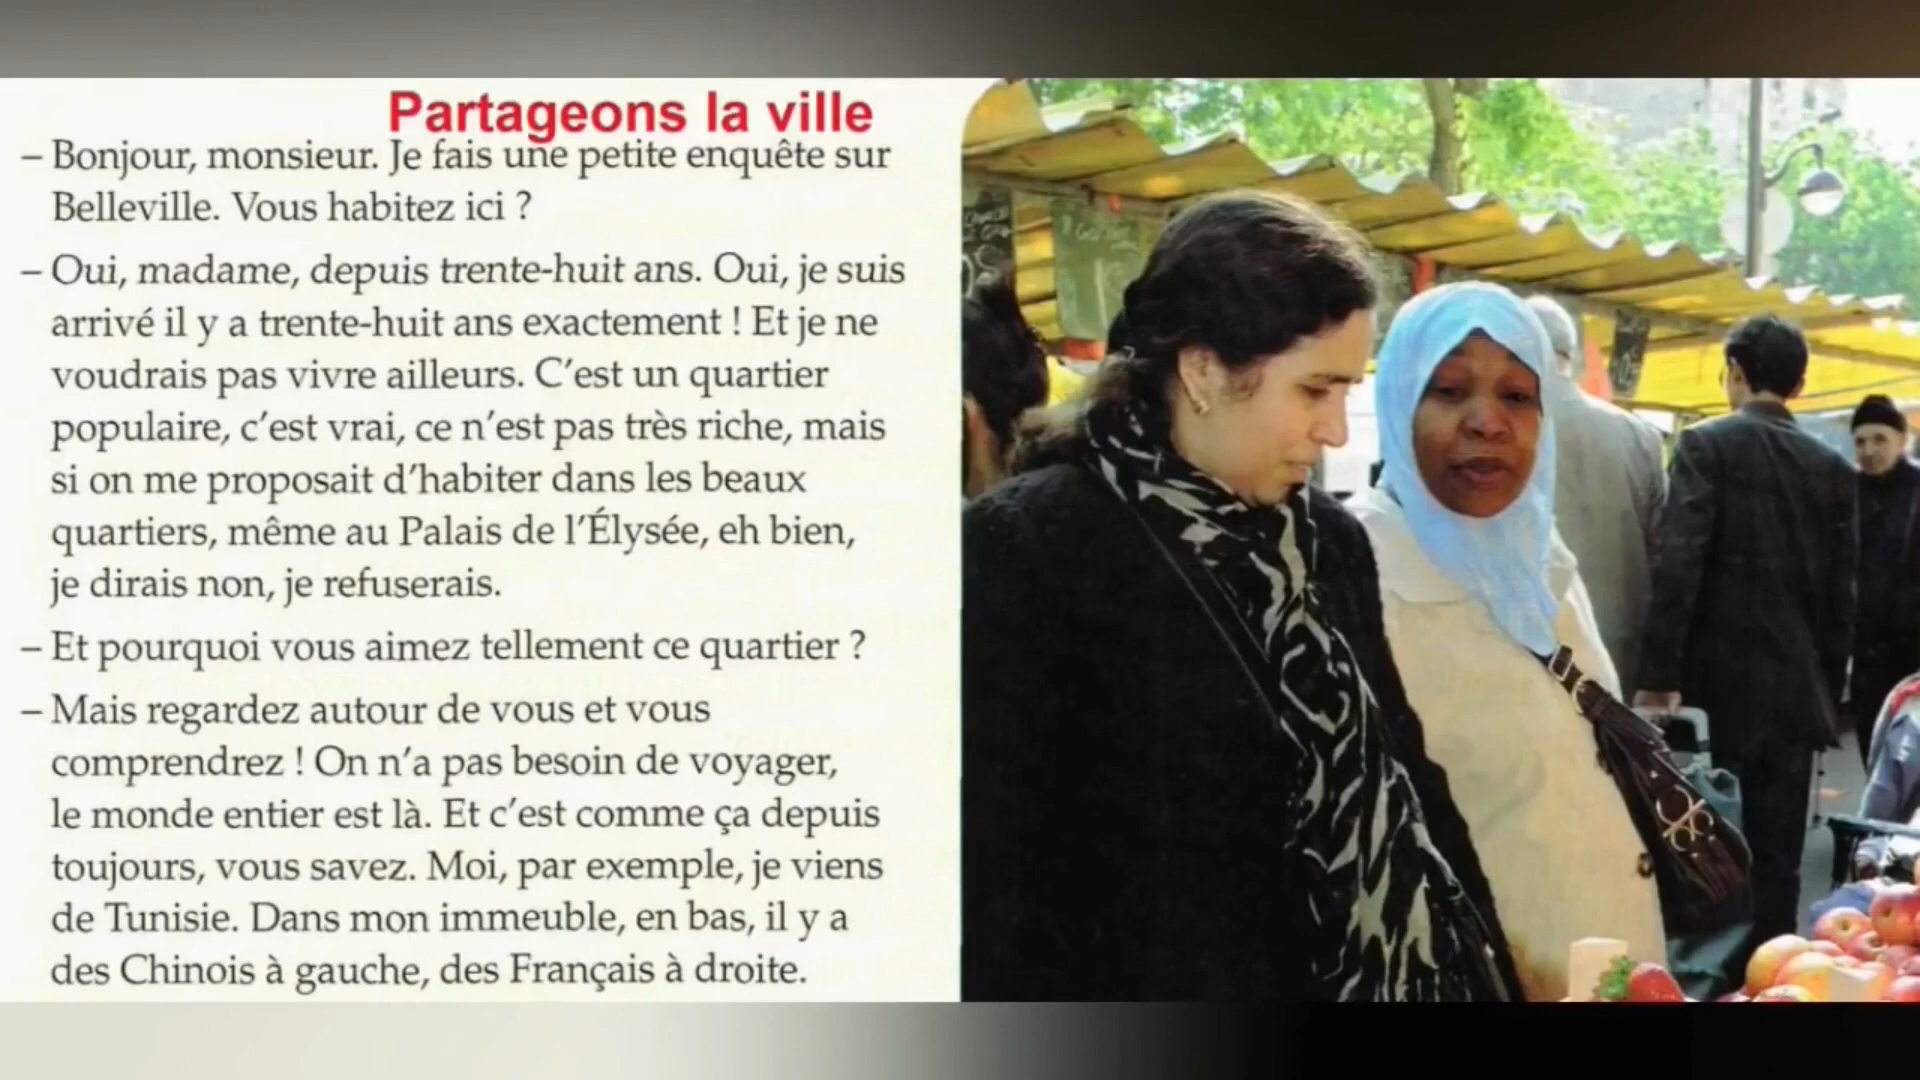 Partageons la ville
– Bonjour, monsieur. Je fais une petite enquête sur
Belleville. Vous habitez ici ?
– Oui, madame, depuis trente-huit ans. Oui, je suis
arrivé il y a trente-huit ans exactement ! Et je ne
voudrais pas vivre ailleurs. C’est un quartier
populaire, c’est vrai, ce n’est pas très riche, mais
si on me proposait d’habiter dans les beaux
quartiers, même au Palais de l’Élysée, eh bien,
je dirais non, je refuserais.
– Et pourquoi vous aimez tellement ce quartier ?
– Mais regardez autour de vous et vous
comprendrez ! On n’a pas besoin de voyager,
le monde entier est là. Et c’est comme ça depuis
toujours, vous savez. Moi, par exemple, je viens
de Tunisie. Dans mon immeuble, en bas, il y a
des Chinois à gauche, des Français à droite.